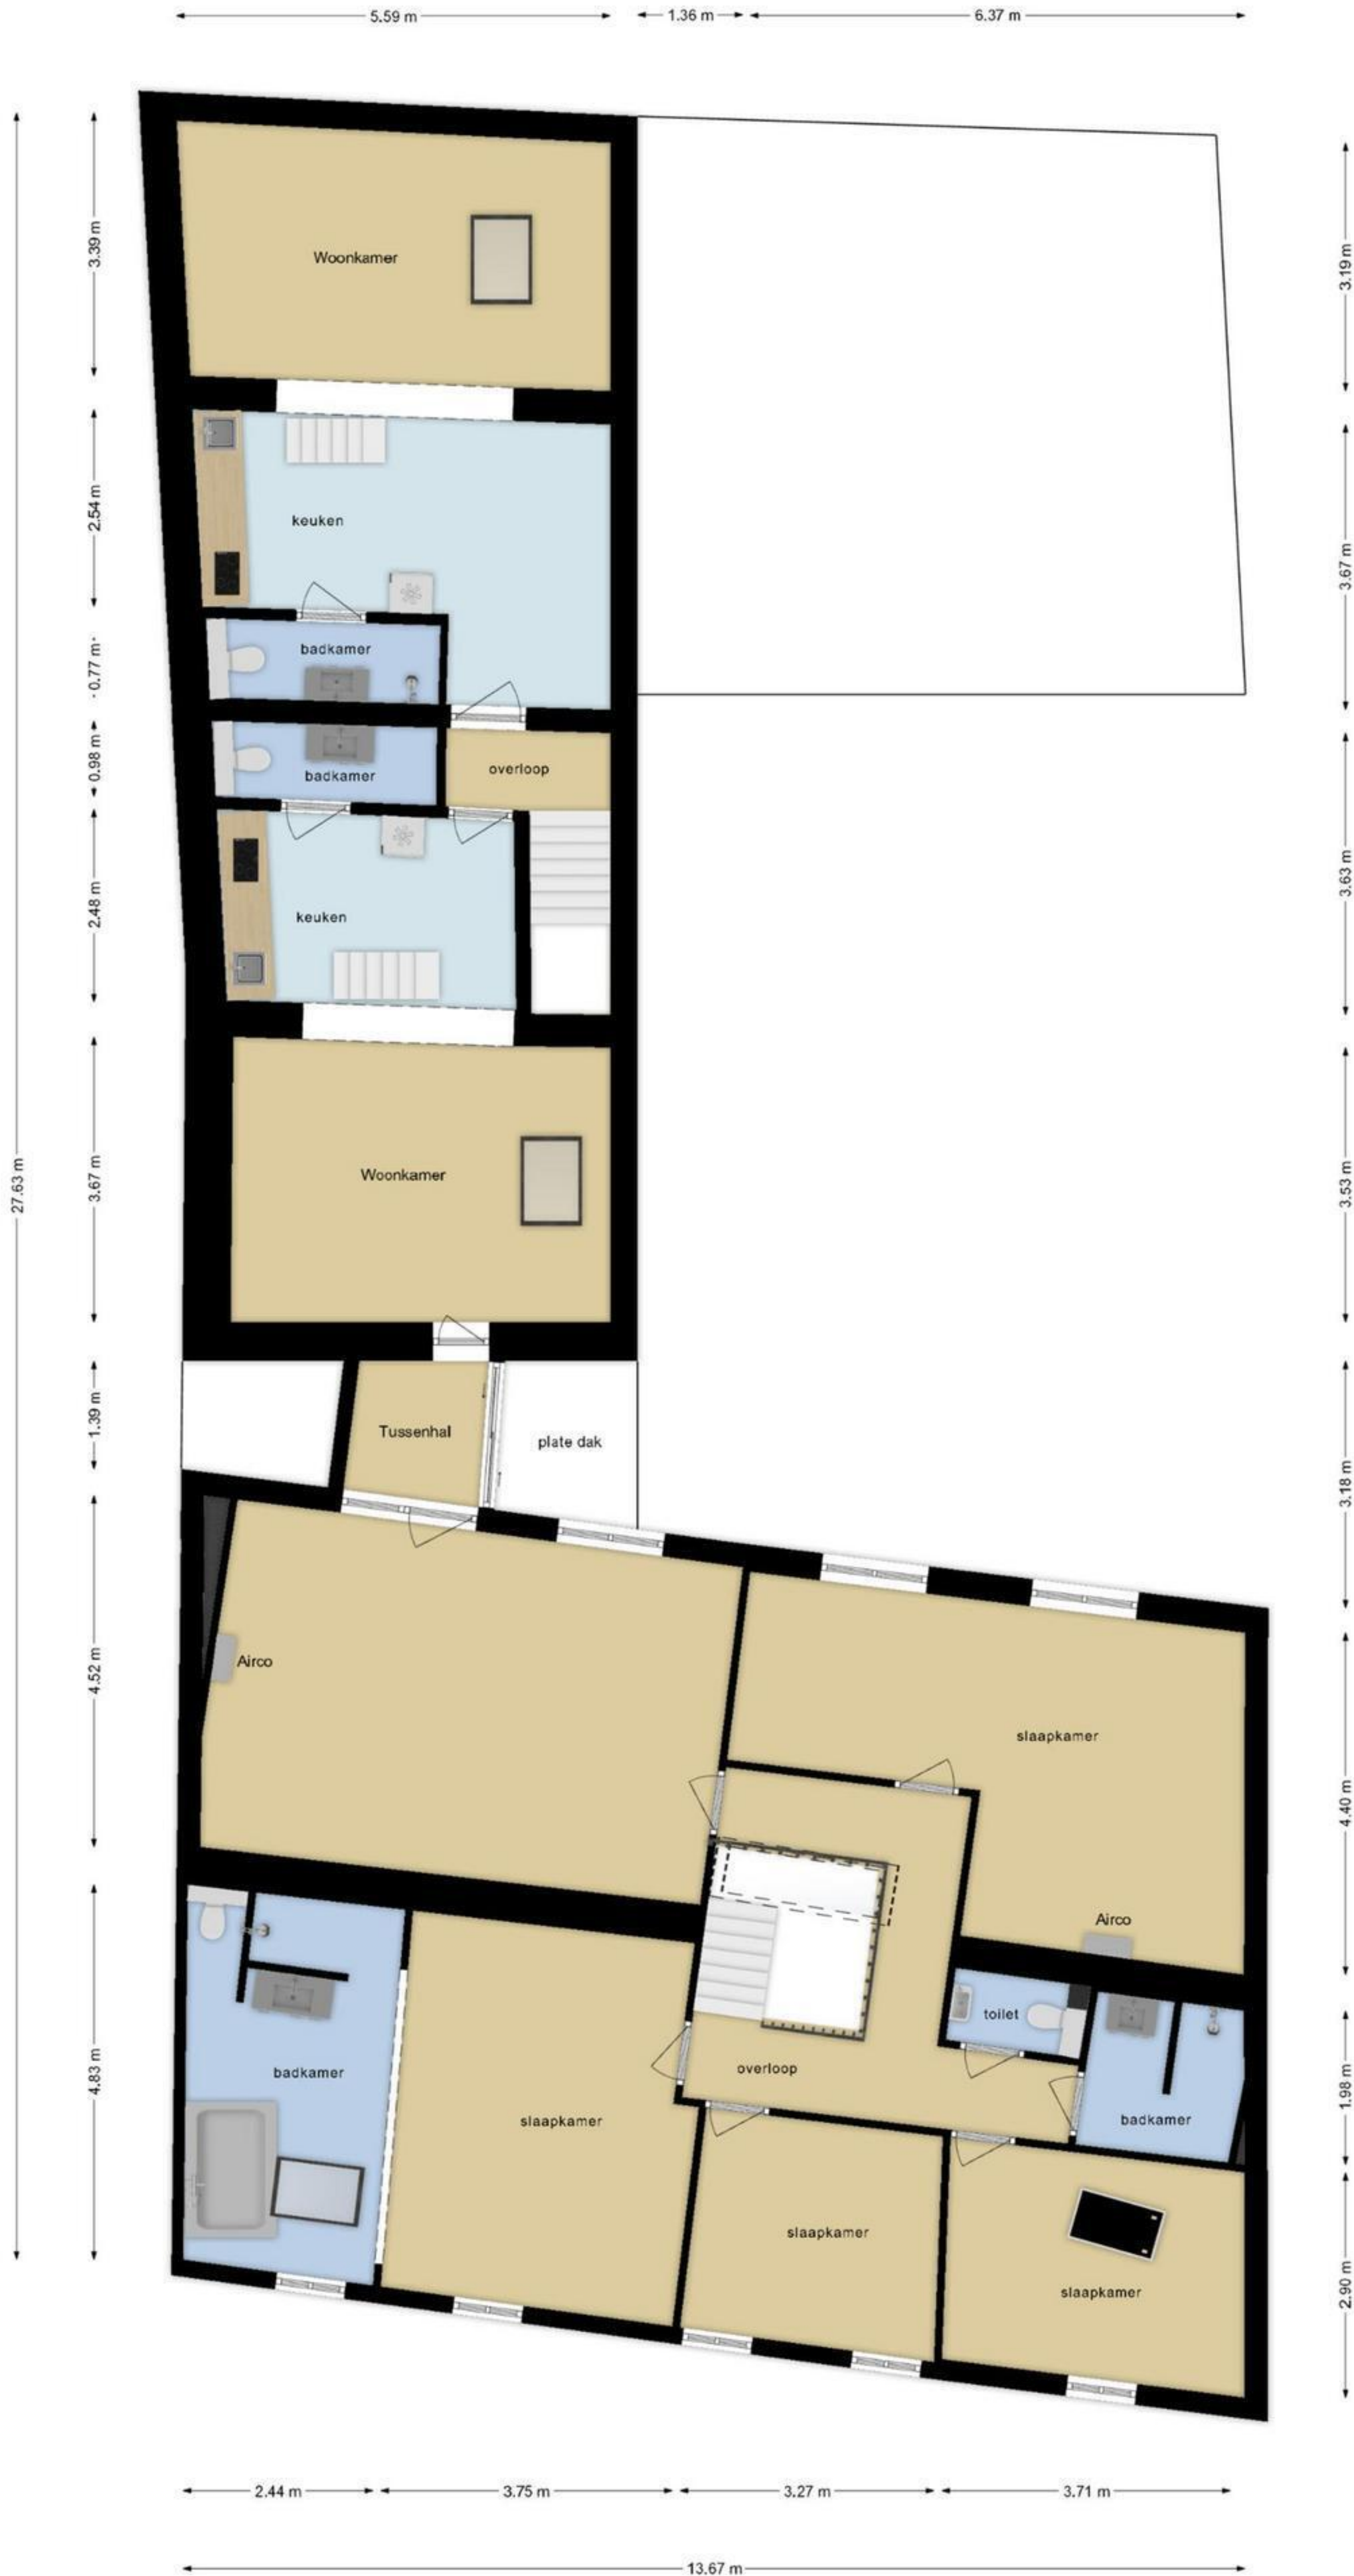 5.59 m 1.36 m 6.37 m
3.39 m
3.19 m
Woonkamer
2.54 m
keuken
3.67 m
0.77 m
badkamer
0.98 m
badkamer
overloop
2.48 m
keuken
3.63 m
27.63 m
3.67 m
Woonkamer
3.53 m
1.39 m
Tussenhal
plate dak
3.18 m
4.52 m
Airco
slaapkamer
4.40 m
Airco
toilet
4.83 m
badkamer
overloop
slaapkamer
badkamer
1.98 m
slaapkamer
slaapkamer
2.90 m
2.44 m 3.75 m 3.27 m 3.71 m
13.67 m